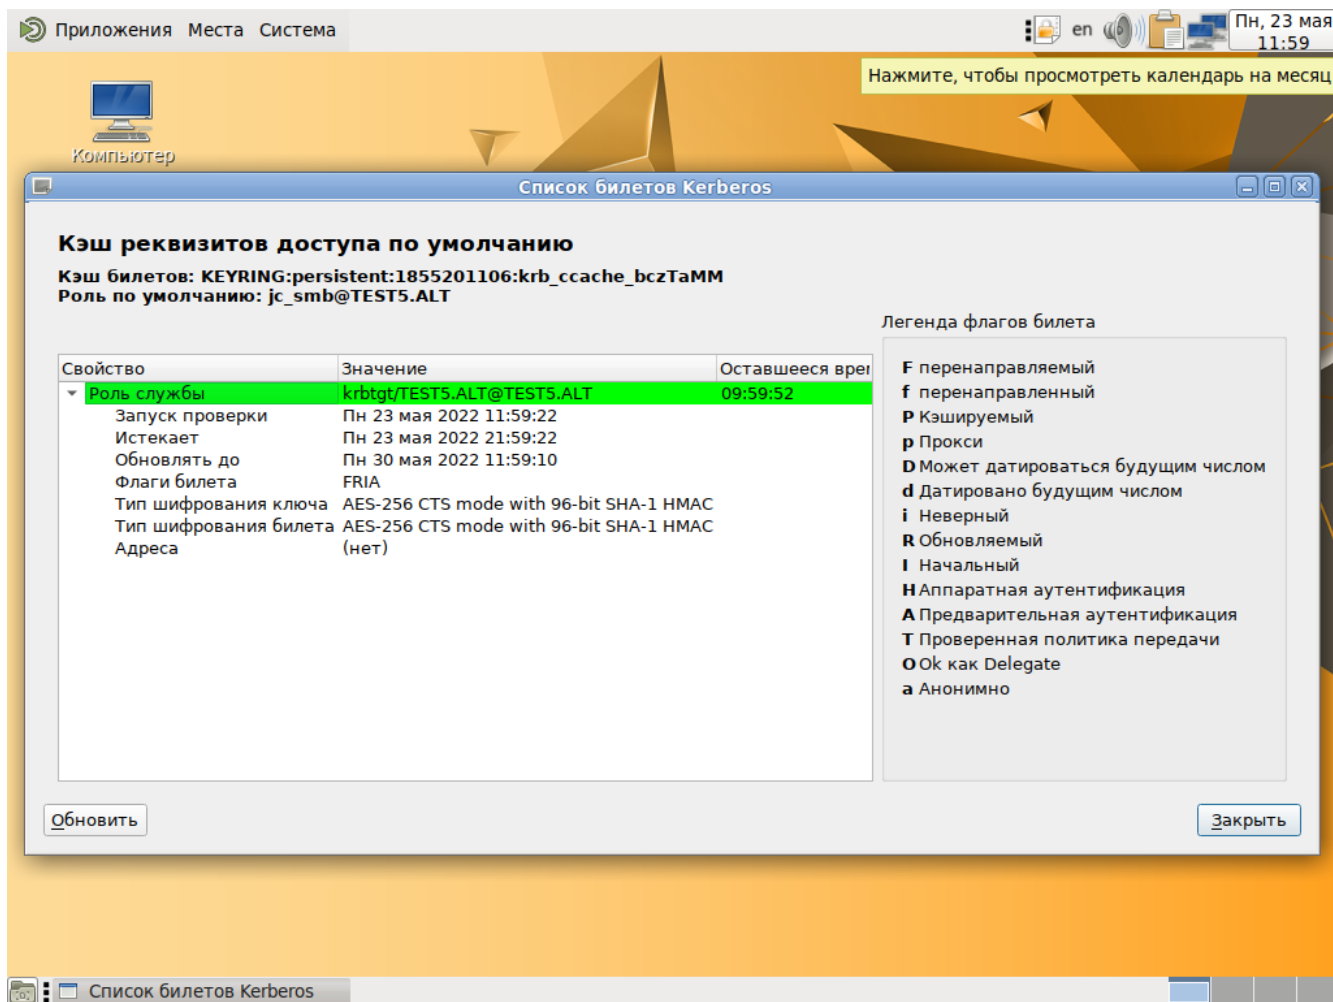 Приложения Места Система
en
Пн, 23 мая
11:59
Нажмите, чтобы просмотреть календарь на месяц
Компьютер
Список билетов Kerberos
Кэш реквизитов доступа по умолчанию
Кэш билетов: KEYRING:persistent:1855201106:krb_ccache_bczTaMM
Роль по умолчанию: jc_smb@TEST5.ALT
Свойство Значение Оставшееся врем
Роль службы krbtgt/TEST5.ALT@TEST5.ALT 09:59:52
Запуск проверки Пн 23 мая 2022 11:59:22
Истекает Пн 23 мая 2022 21:59:22
Обновлять до Пн 30 мая 2022 11:59:10
Флаги билета FRIA
Тип шифрования ключа AES-256 CTS mode with 96-bit SHA-1 HMAC
Тип шифрования билета AES-256 CTS mode with 96-bit SHA-1 HMAC
Адреса (нет)
Легенда флагов билета
F перенаправляемый
f перенаправленный
P Кэшируемый
p Прокси
D Может датироваться будущим числом
d Датировано будущим числом
i Неверный
R Обновляемый
I Начальный
H Аппаратная аутентификация
A Предварительная аутентификация
T Проверенная политика передачи
O Ok как Delegate
a Анонимно
Обновить
Закрыть
Список билетов Kerberos